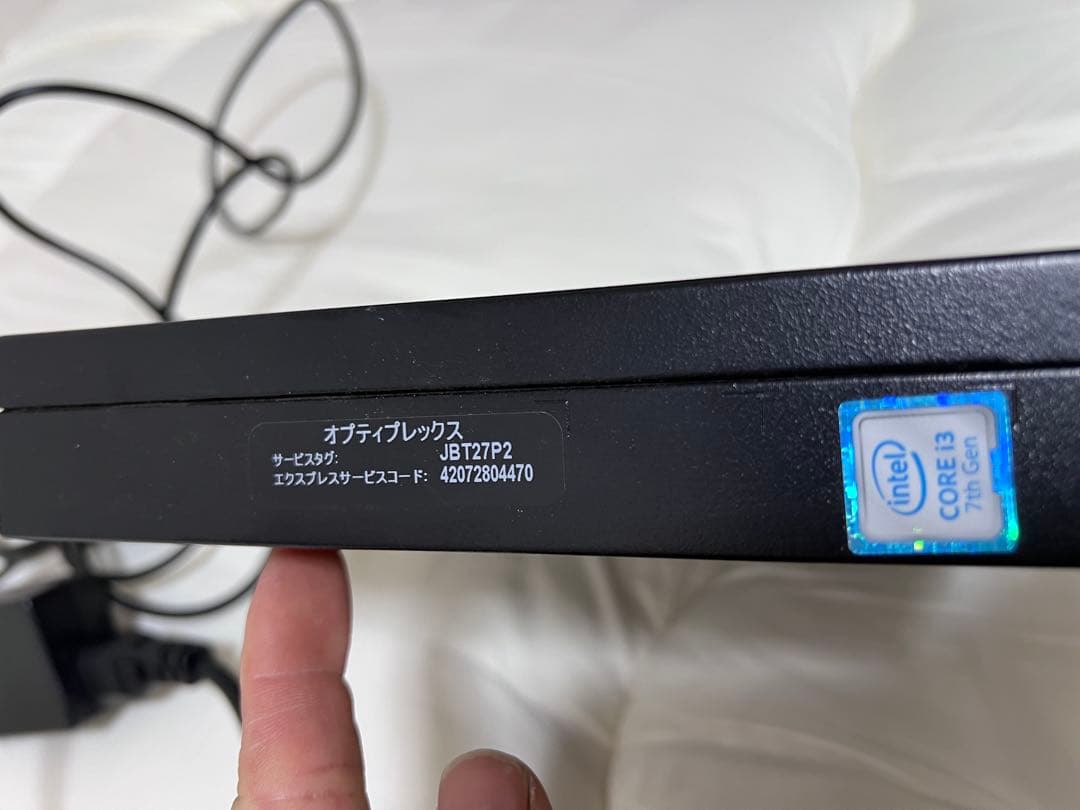 オプティプレックス
サービスタグ: JBT27P2
エクスプレスサービスコード: 42072804470
intel
CORE i3
7th Gen